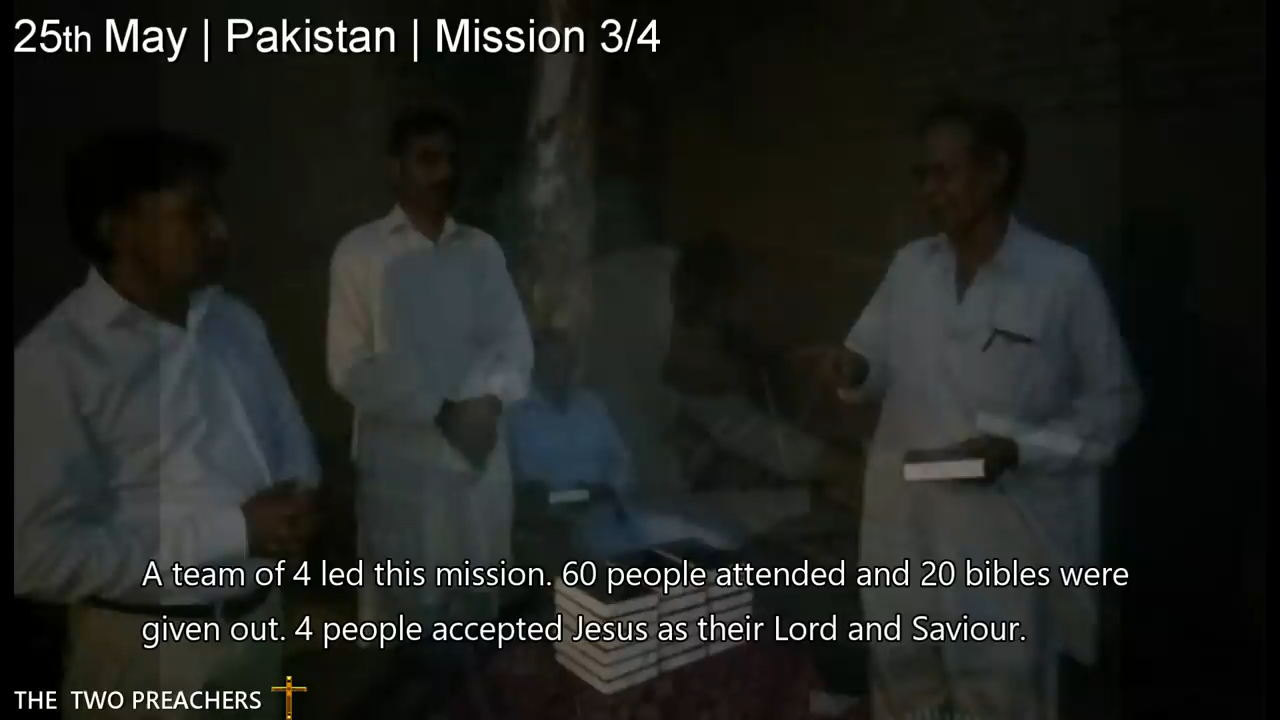 25th May | Pakistan | Mission 3/4
A team of 4 led this mission. 60 people attended and 20 bibles were
given out. 4 people accepted Jesus as their Lord and Saviour.
THE TWO PREACHERS